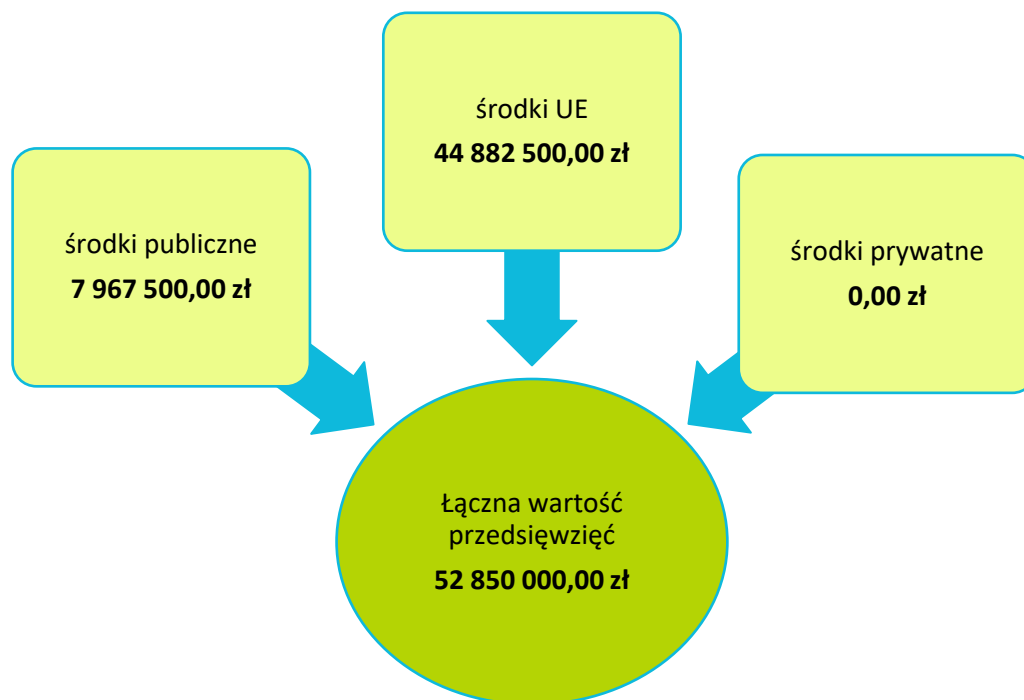 środki publiczne
7 967 500,00 zł
środki UE
44 882 500,00 zł
środki prywatne
0,00 zł
Łączna wartość
przedsięwzięć
52 850 000,00 zł